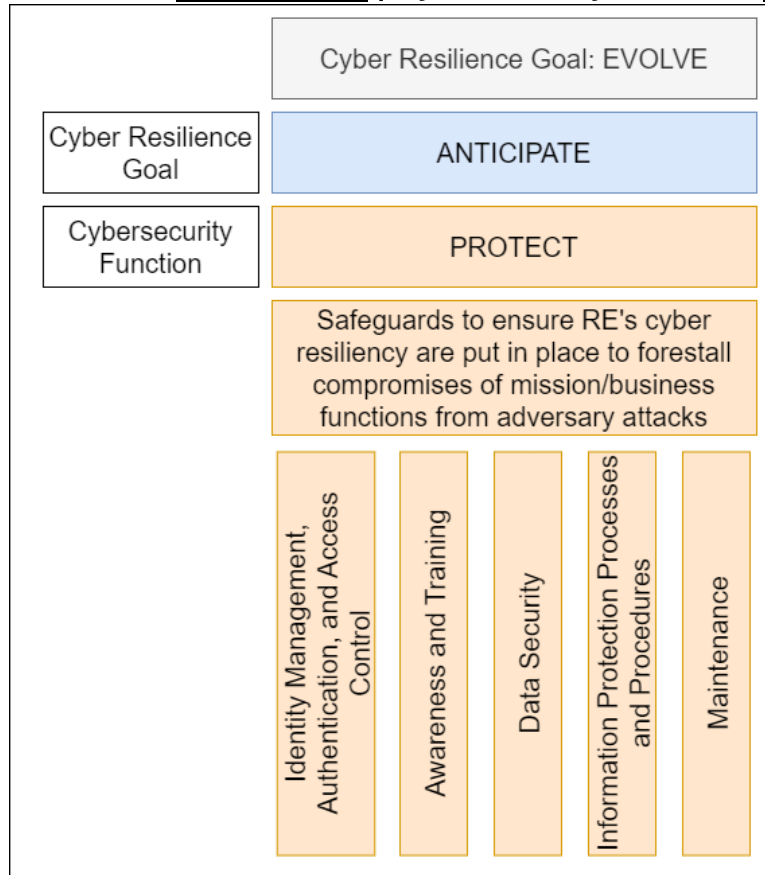 Cyber Resilience Goal: EVOLVE
Cyber Resilience
Goal
ANTICIPATE
Cybersecurity
Function
PROTECT
Safeguards to ensure RE's cyber
resiliency are put in place to forestall
compromises of mission/business
functions from adversary attacks
Identity Management,
Authentication, and Access
Control
Awareness and Training
Data Security
Information Protection Processes
and Procedures
Maintenance